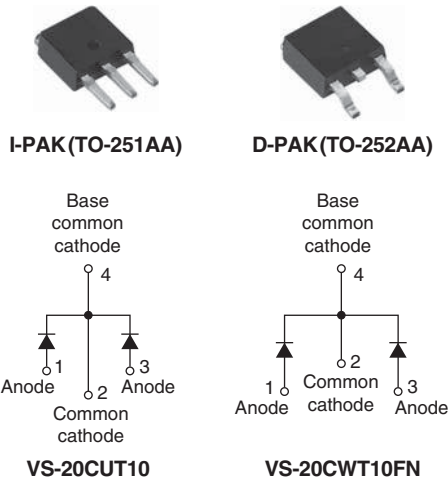 I-PAK (TO-251AA)
D-PAK (TO-252AA)
Base
common
cathode
4
1
Anode
2
Common
cathode
3
Anode
VS-20CUT10
Base
common
cathode
4
1
Anode
2
Common
cathode
3
Anode
VS-20CWT10FN